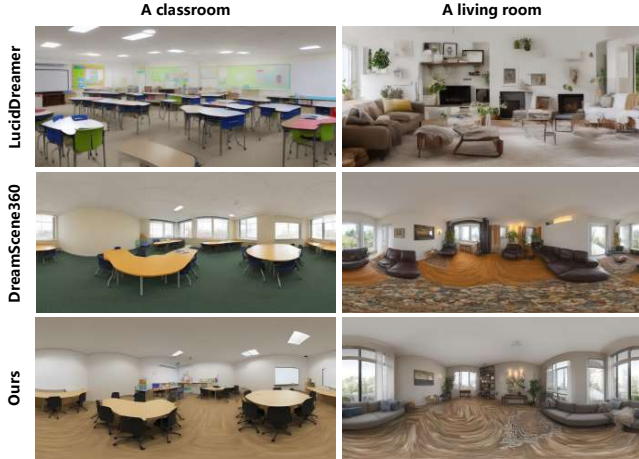 A classroom
A living room
LucidDreamer
DreamScene360
Ours